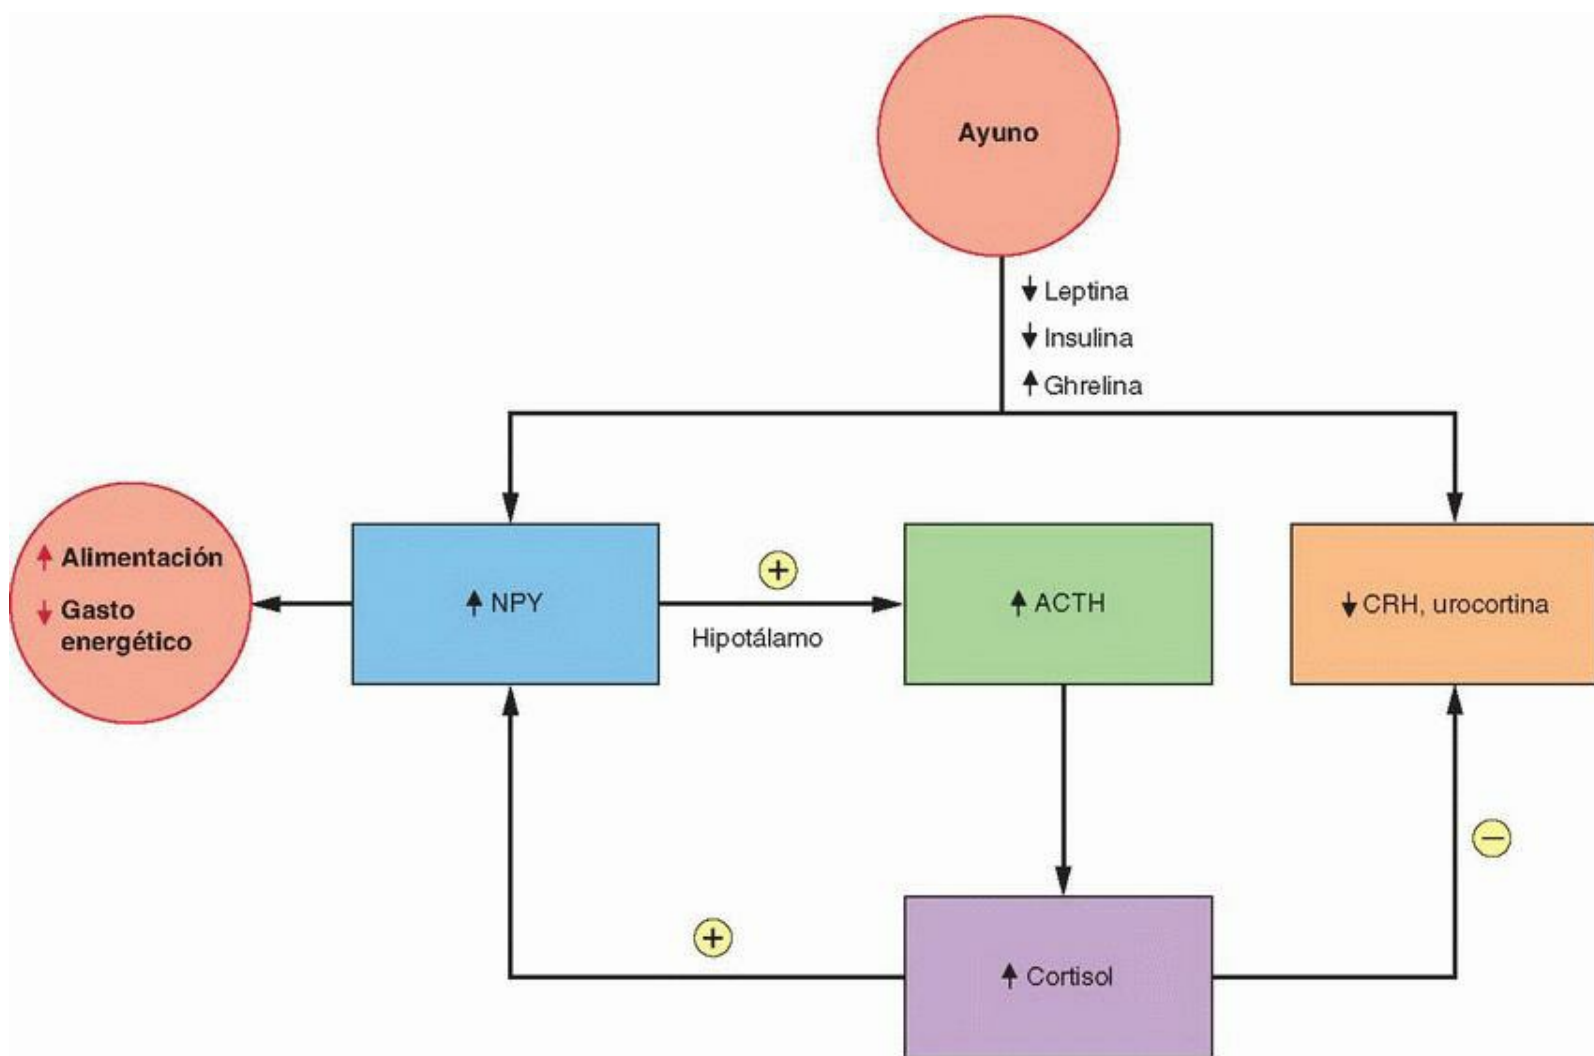 Ayuno
↓ Leptina
↓ Insulina
↑ Ghrelina
↑ Alimentación
↓ Gasto
energético
↑ NPY
+
Hipotálamo
↑ ACTH
↓ CRH, urocortina
−
+
↑ Cortisol